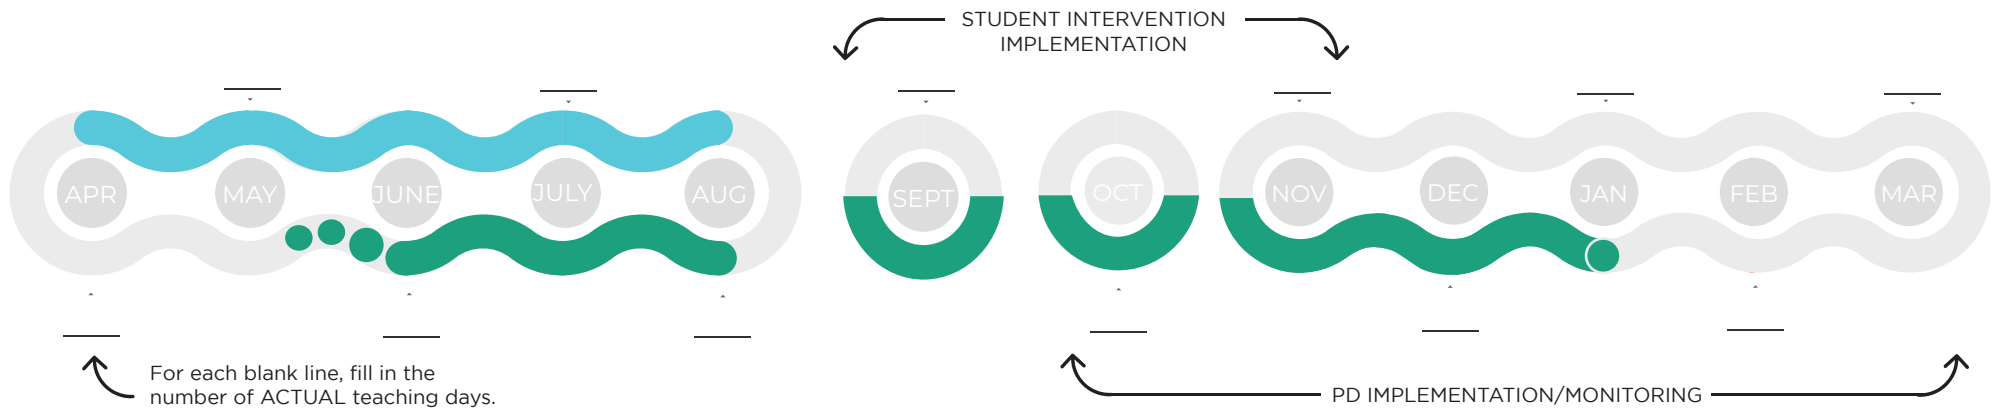 STUDENT INTERVENTION
IMPLEMENTATION
APR
MAY
JUNE
JULY
AUG
SEPT
OCT
NOV
DEC
JAN
FEB
MAR
For each blank line, fill in the
number of ACTUAL teaching days.
PD IMPLEMENTATION/MONITORING